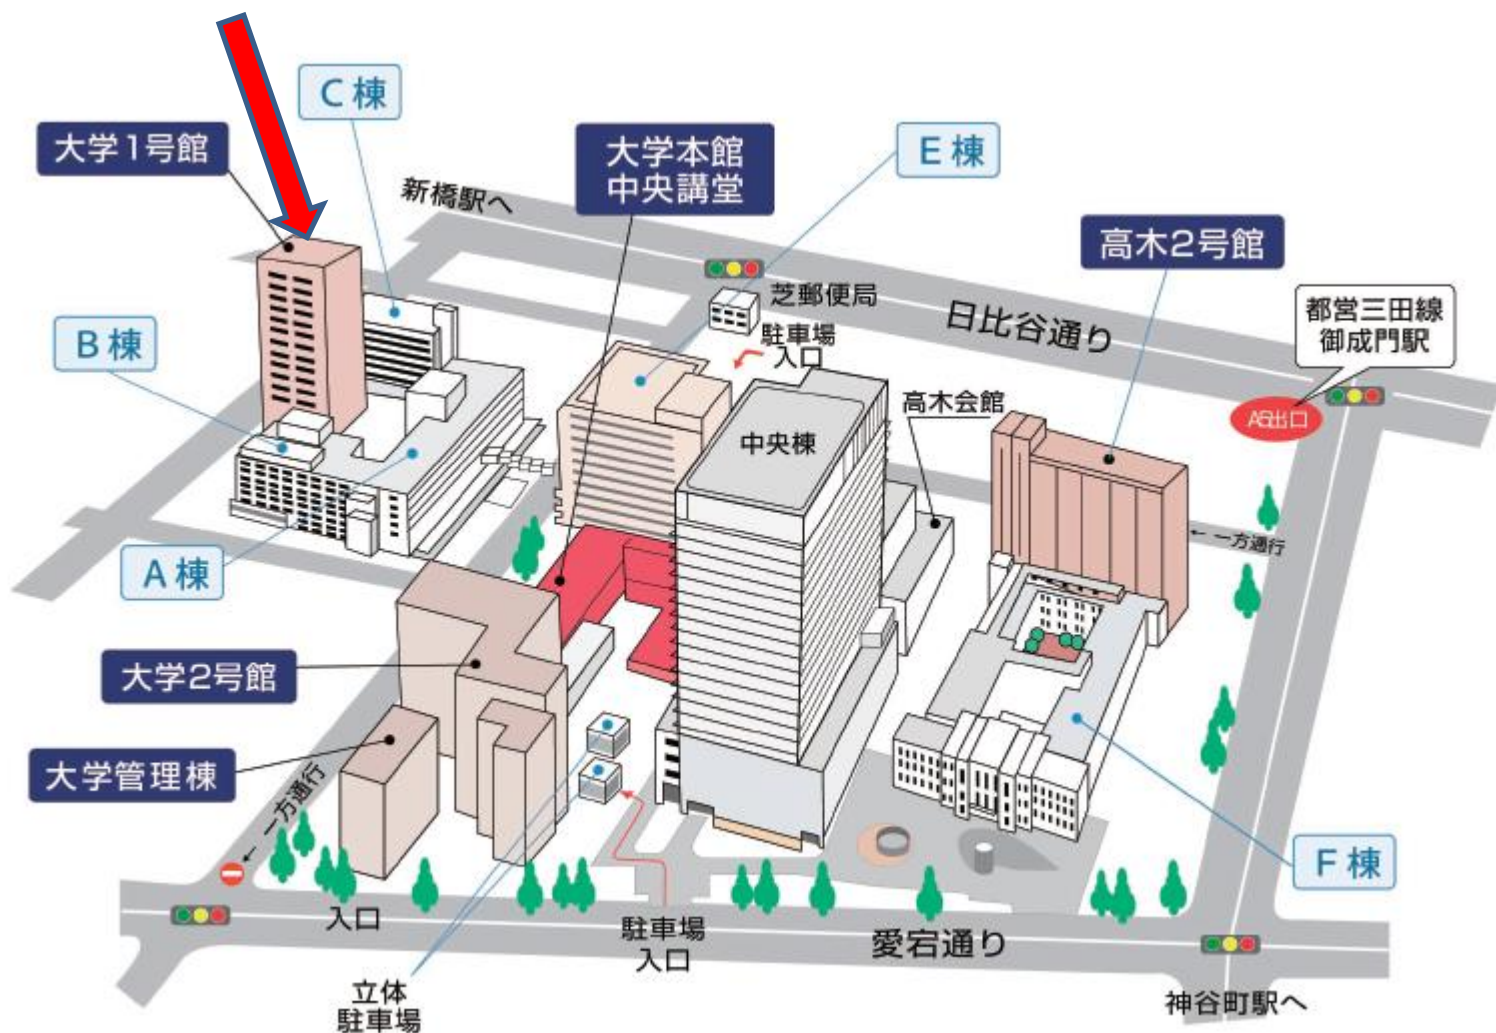 C棟
大学1号館
大学本館
中央講堂
E棟
新橋駅へ
高木2号館
芝郵便局
日比谷通り
都営三田線
御成門駅
駐車場
入口
B棟
高木会館
A5出口
中央棟
一方通行
A棟
大学2号館
大学管理棟
一方通行
F棟
入口
駐車場
入口
愛宕通り
立体
駐車場
神谷町駅へ